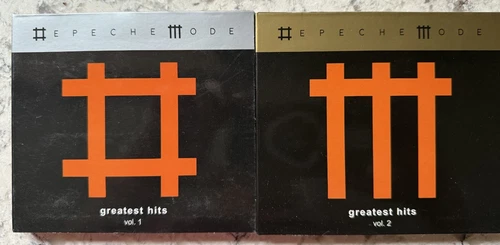 DEPECHE MODE
greatest hits
vol. 1
DEPECHE MODE
greatest hits
vol. 2